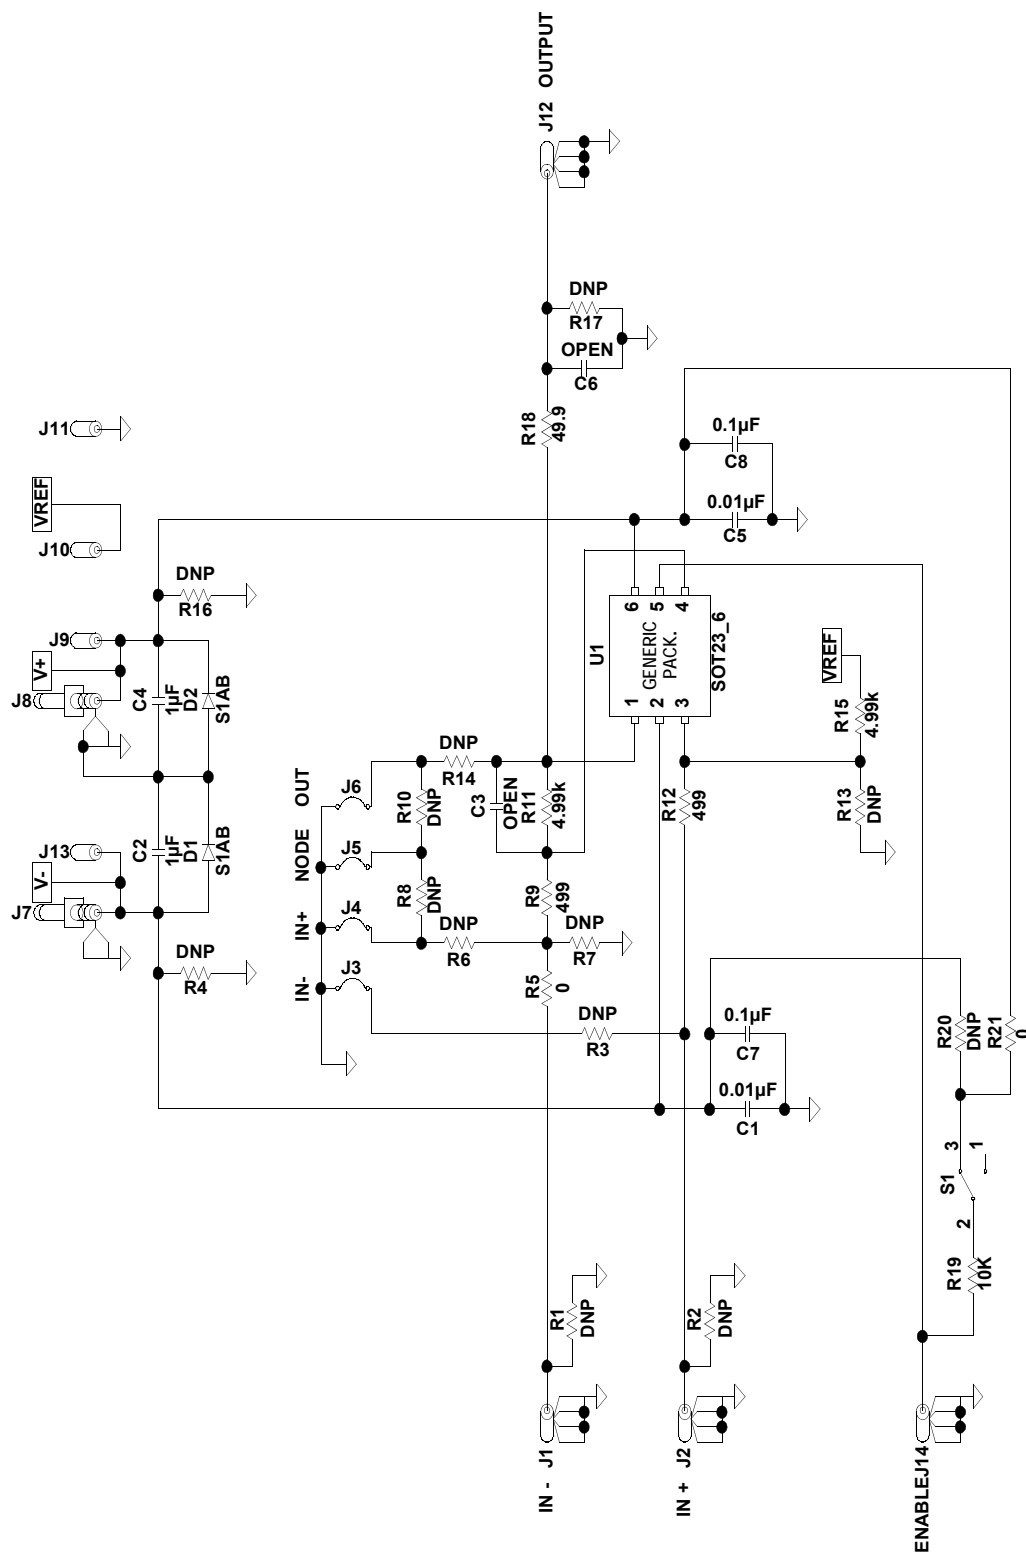 J12 OUTPUT
DNP
R17
OPEN
C6
R18
49.9
J11
VREF
J10
0.1µF
C8
0.01µF
C5
DNP
R16
J9
V+
J8
C4
1µF
D2
S1AB
J13
V-
J7
C2
1µF
D1
S1AB
DNP
R4
OUT
NODE
IN+
IN-
J6
J5
J4
J3
DNP
R14
R10
DNP
R8
DNP
DNP
R6
C3
OPEN
R11
4.99k
R9
499
DNP
R7
R5
0
DNP
R3
U1
6
5
4
GENERIC
PACK.
1
2
3
SOT23_6
R12
499
VREF
R15
4.99k
R13
DNP
0.1µF
C7
0.01µF
C1
R20
DNP
R21
0
3
1
S1
2
R19
10K
R1
DNP
R2
DNP
IN - J1
IN + J2
ENABLEJ14